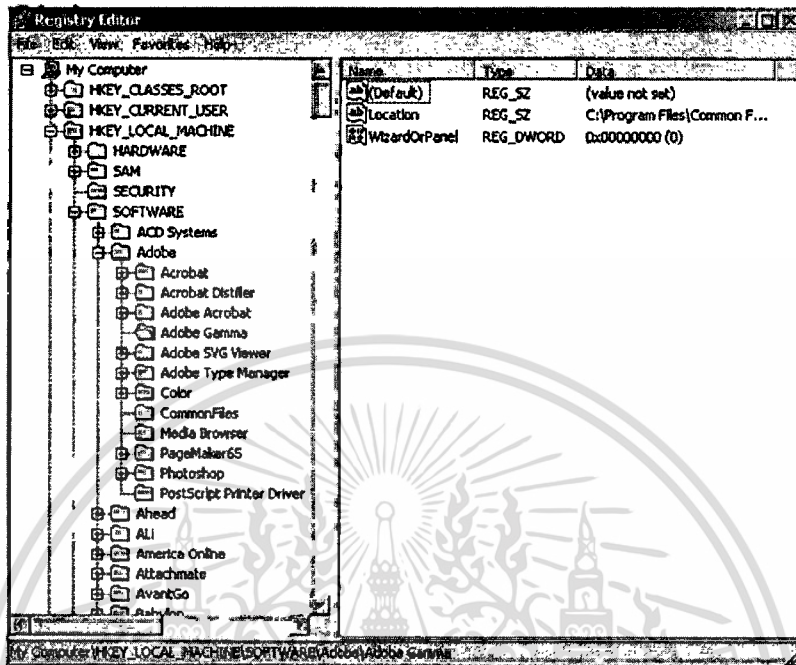 Registry Editor
File Edit View Favorites Help
My Computer
HKEY_CLASSES_ROOT
HKEY_CURRENT_USER
HKEY_LOCAL_MACHINE
HARDWARE
SAM
SECURITY
SOFTWARE
ACD Systems
Adobe
Acrobat
Acrobat Distiller
Adobe Acrobat
Adobe Gamma
Adobe SVG Viewer
Adobe Type Manager
Color
CommonFiles
Media Browser
PageMaker65
Photoshop
PostScript Printer Driver
Ahead
ALi
America Online
Attachmate
AvantGo
Babylon
Name Type Data
(Default) REG_SZ (value not set)
Location REG_SZ C:\Program Files\Common F...
WizardOrPanel REG_DWORD 0x00000000 (0)
My Computer\HKEY_LOCAL_MACHINE\SOFTWARE\Adobe\Adobe Gamma